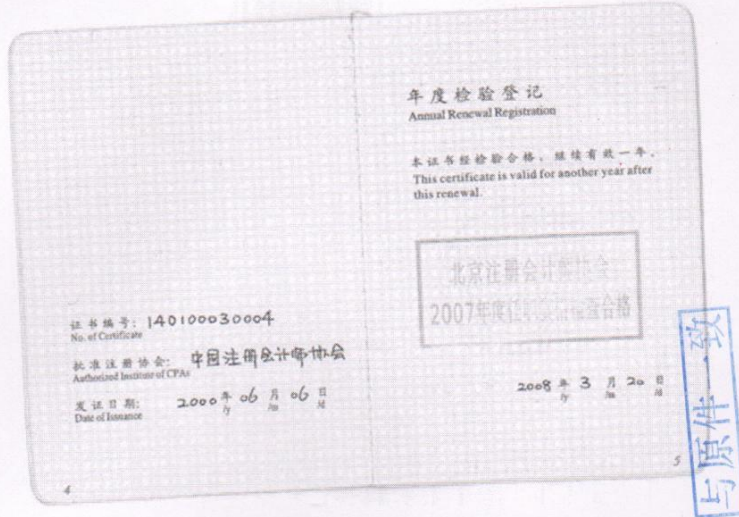 证书编号: 140100030004
No. of Certificate
批准注册协会: 中国注册会计师协会
Authorized Institute of CPAs
发证日期: 2000年06月06日
Date of Issuance /y /m /d
4
年度检验登记
Annual Renewal Registration
本证书经检验合格，继续有效一年。
This certificate is valid for another year after
this renewal.
北京注册会计师协会
2007年度任职资格检查合格
2008年3月20日
/y /m /d
5
与原件一致